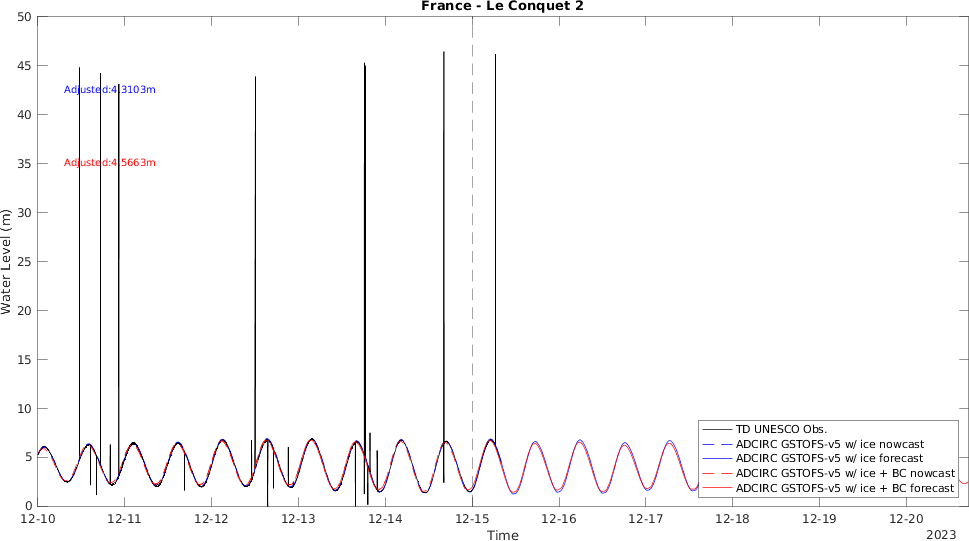 France - Le Conquet 2
50
45
40
35
30
25
20
15
10
5
0
Water Level (m)
Adjusted:4.3103m
Adjusted:4.5663m
TD UNESCO Obs.
ADCIRC GSTOFS-v5 w/ ice nowcast
ADCIRC GSTOFS-v5 w/ ice forecast
ADCIRC GSTOFS-v5 w/ ice + BC nowcast
ADCIRC GSTOFS-v5 w/ ice + BC forecast
12-10 12-11 12-12 12-13 12-14 12-15 12-16 12-17 12-18 12-19 12-20
Time
2023